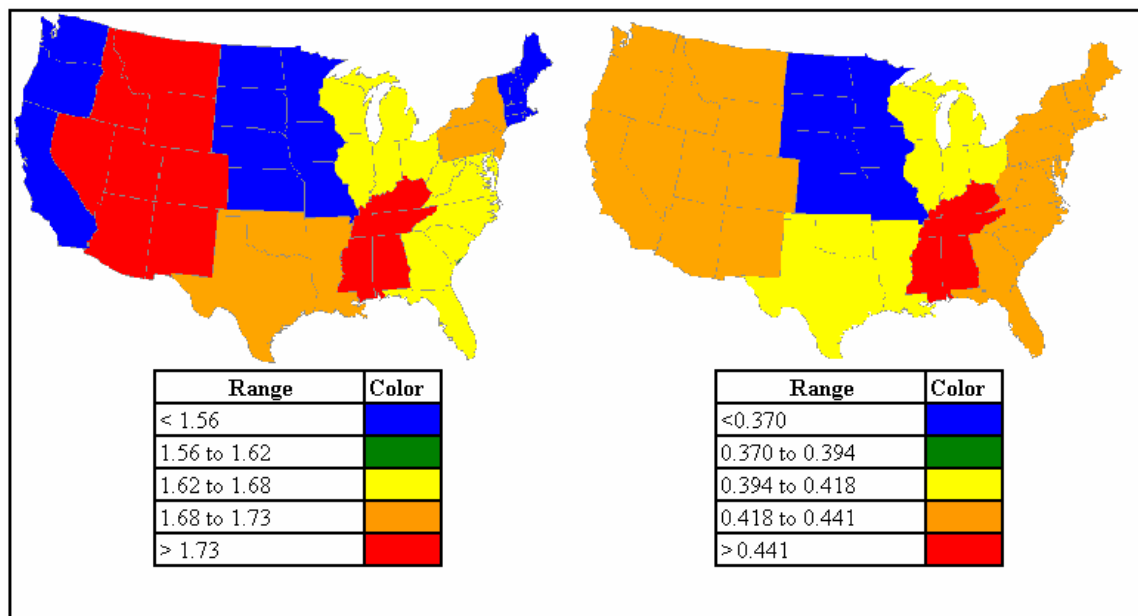 Range Color
< 1.56
1.56 to 1.62
1.62 to 1.68
1.68 to 1.73
> 1.73
Range Color
<0.370
0.370 to 0.394
0.394 to 0.418
0.418 to 0.441
>0.441